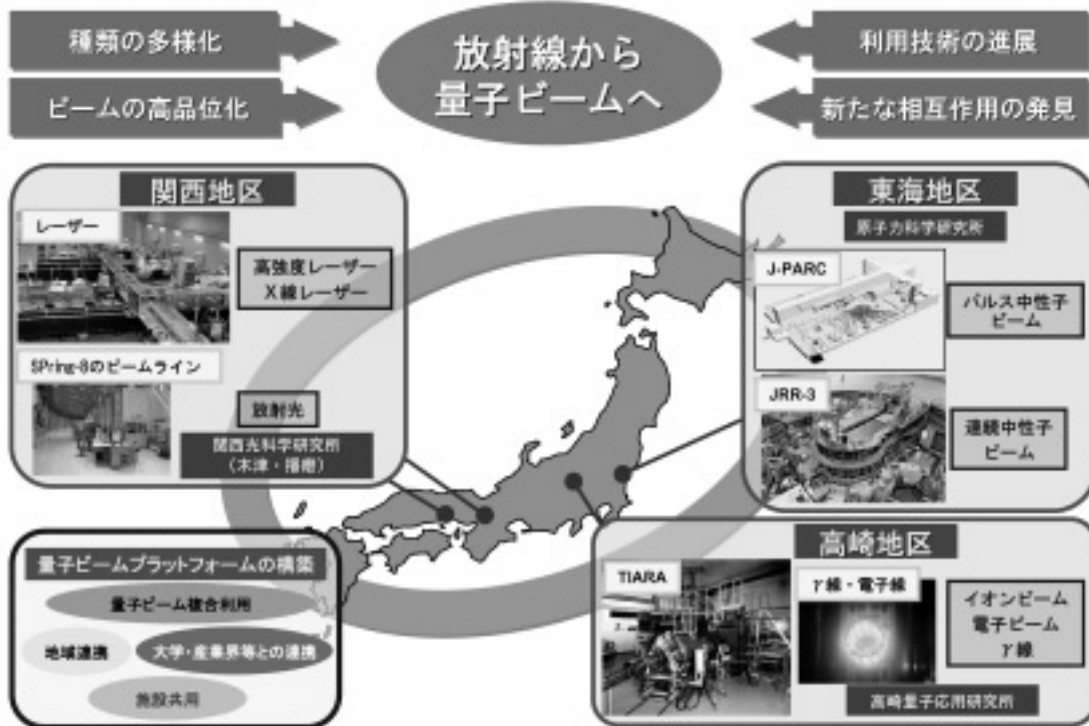 種類の多様化
ビームの高品位化
放射線から
量子ビームへ
利用技術の進展
新たな相互作用の発見
関西地区
レーザー
高強度レーザー
X線レーザー
SPring-8のビームライン
放射光
関西光科学研究所
(木津・播磨)
東海地区
原子力科学研究所
J-PARC
パルス中性子
ビーム
JRR-3
連続中性子
ビーム
量子ビームプラットフォームの構築
量子ビーム複合利用
地域連携
大学・産業界等との連携
施設共用
高崎地区
TIARA
γ線・電子線
イオンビーム
電子ビーム
γ線
高崎量子応用研究所